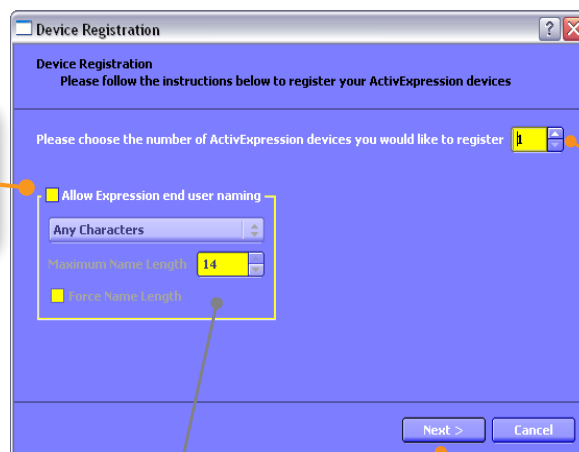 Device Registration
Device Registration
Please follow the instructions below to register your ActivExpression devices
Please choose the number of ActivExpression devices you would like to register 1
Allow Expression end user naming
Any Characters
Maximum Name Length 14
Force Name Length
Next > Cancel